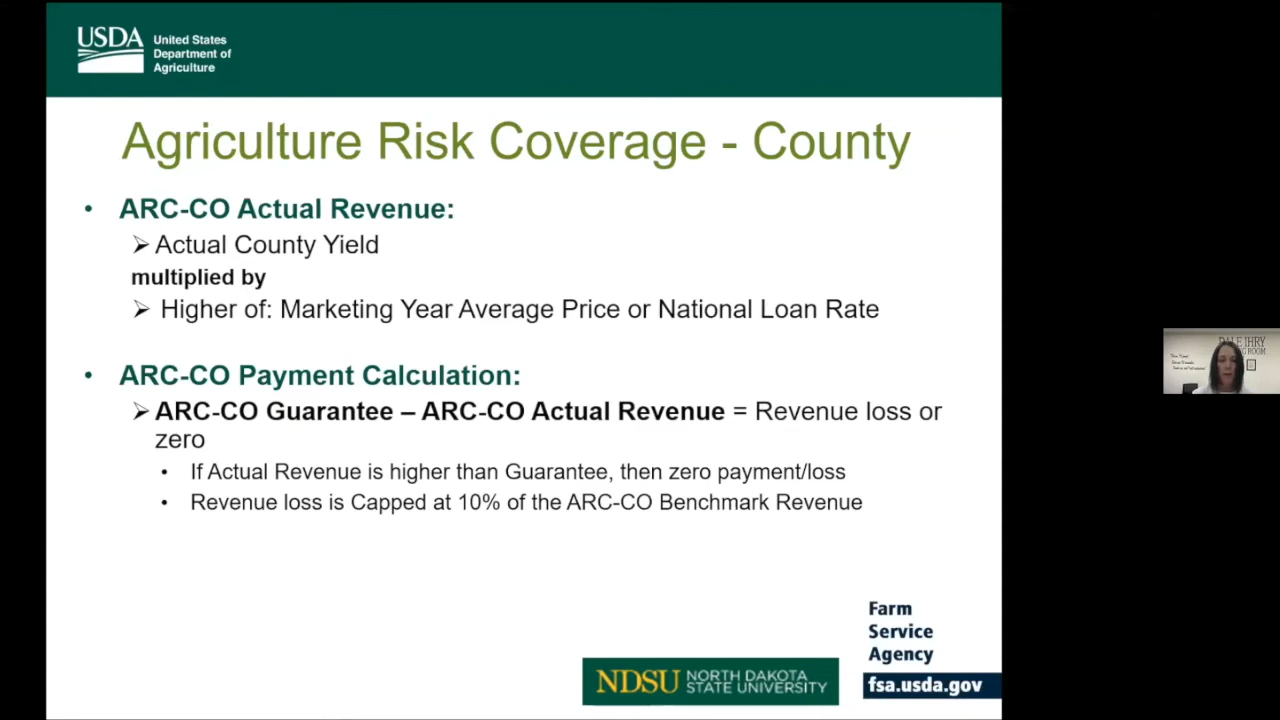 USDA United States
Department of
Agriculture
Agriculture Risk Coverage - County
• ARC-CO Actual Revenue:
➢ Actual County Yield
multiplied by
➢ Higher of: Marketing Year Average Price or National Loan Rate
• ARC-CO Payment Calculation:
➢ ARC-CO Guarantee – ARC-CO Actual Revenue = Revenue loss or
zero
• If Actual Revenue is higher than Guarantee, then zero payment/loss
• Revenue loss is Capped at 10% of the ARC-CO Benchmark Revenue
Farm
Service
Agency
fsa.usda.gov
NDSU NORTH DAKOTA
STATE UNIVERSITY